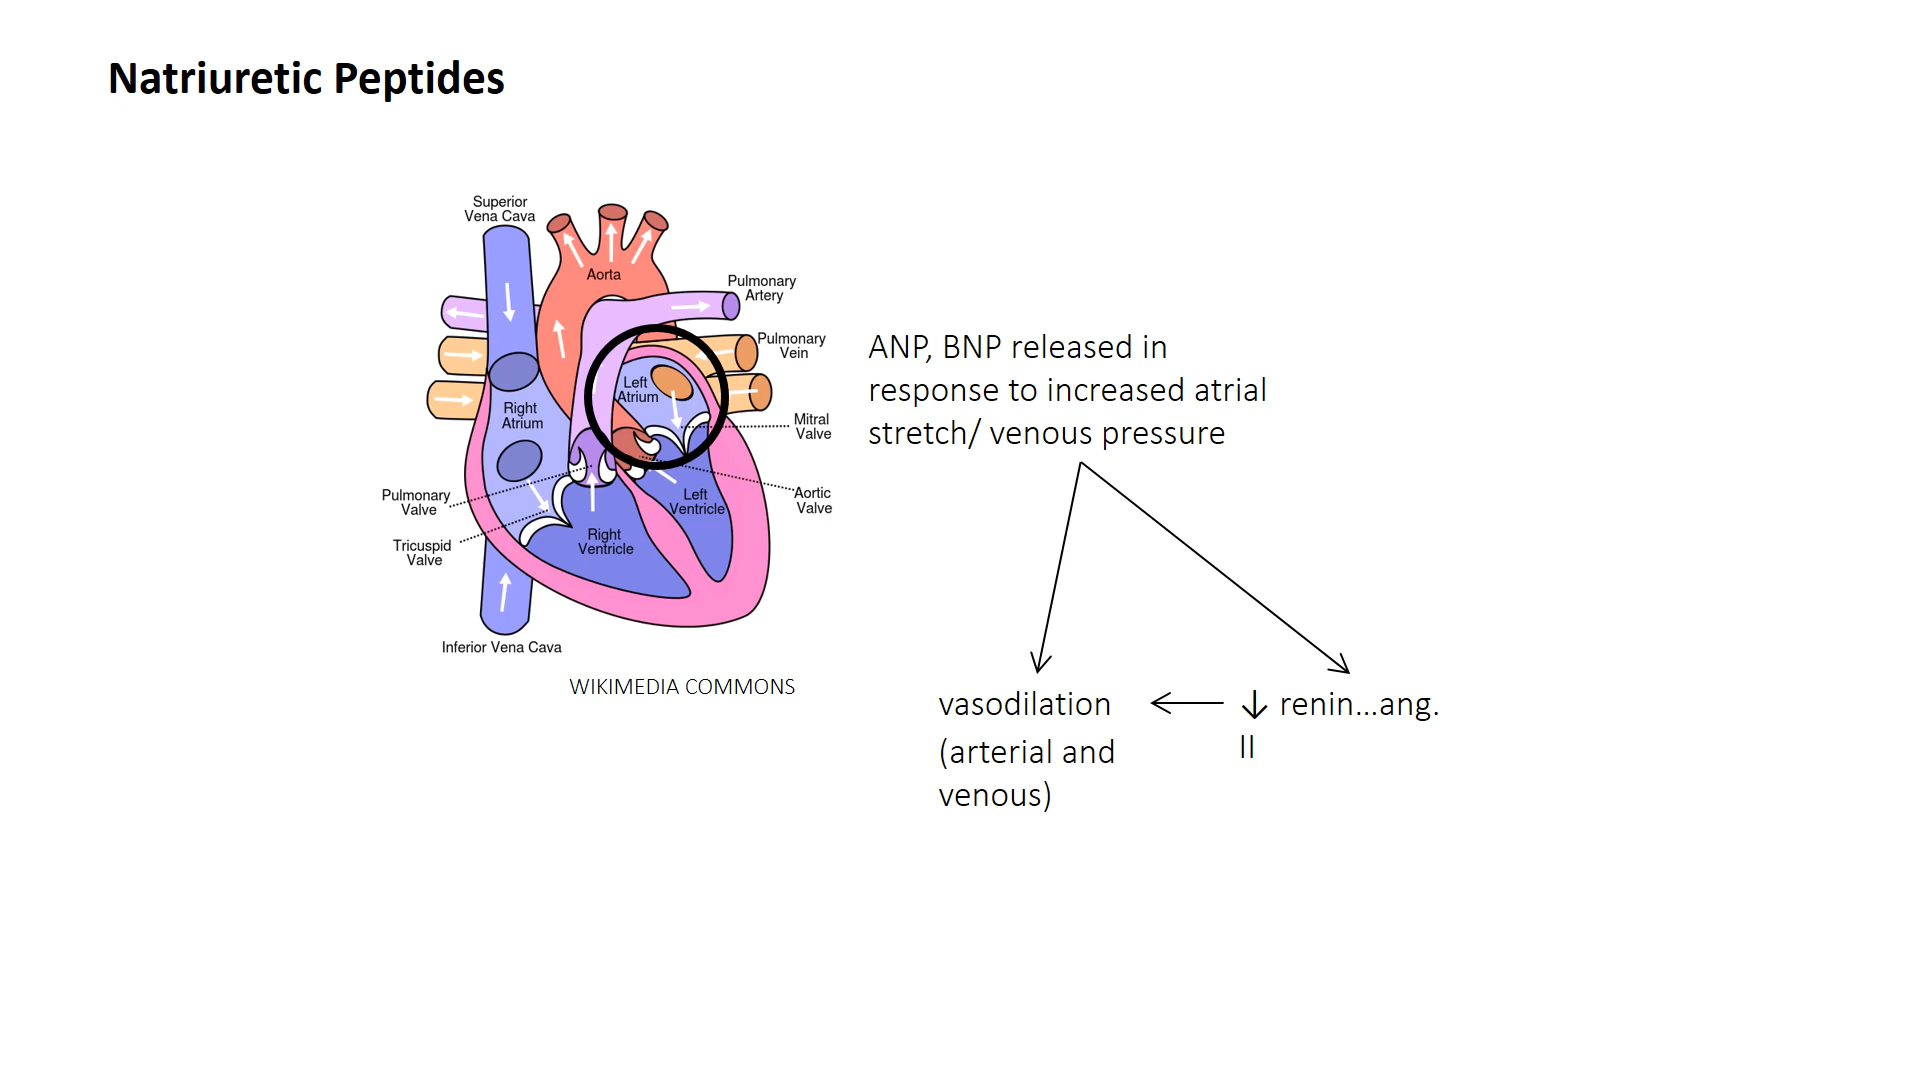 Natriuretic Peptides
Superior
Vena Cava
Aorta
Pulmonary
Artery
Pulmonary
Vein
Left
Atrium
Right
Atrium
Mitral
Valve
Pulmonary
Valve
Left
Ventricle
Aortic
Valve
Right
Ventricle
Tricuspid
Valve
Inferior Vena Cava
WIKIMEDIA COMMONS
ANP, BNP released in
response to increased atrial
stretch/ venous pressure
vasodilation
(arterial and
venous)
↓ renin...ang.
II